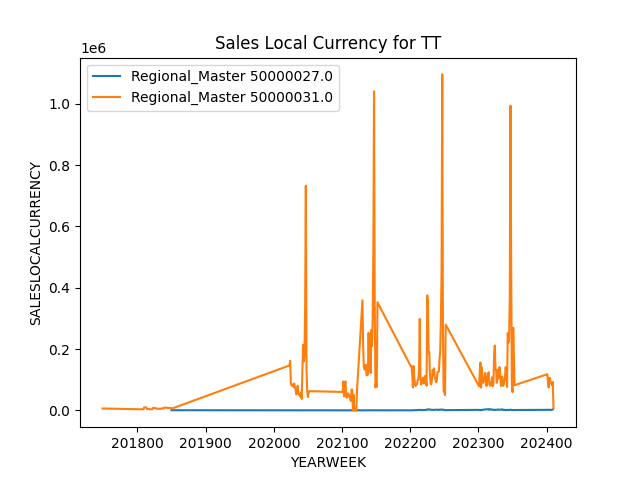 Sales Local Currency for TT
1e6
Regional_Master 50000027.0
Regional_Master 50000031.0
1.0
0.8
0.6
0.4
0.2
0.0
SALESLOCALCURRENCY
201800 201900 202000 202100 202200 202300 202400
YEARWEEK